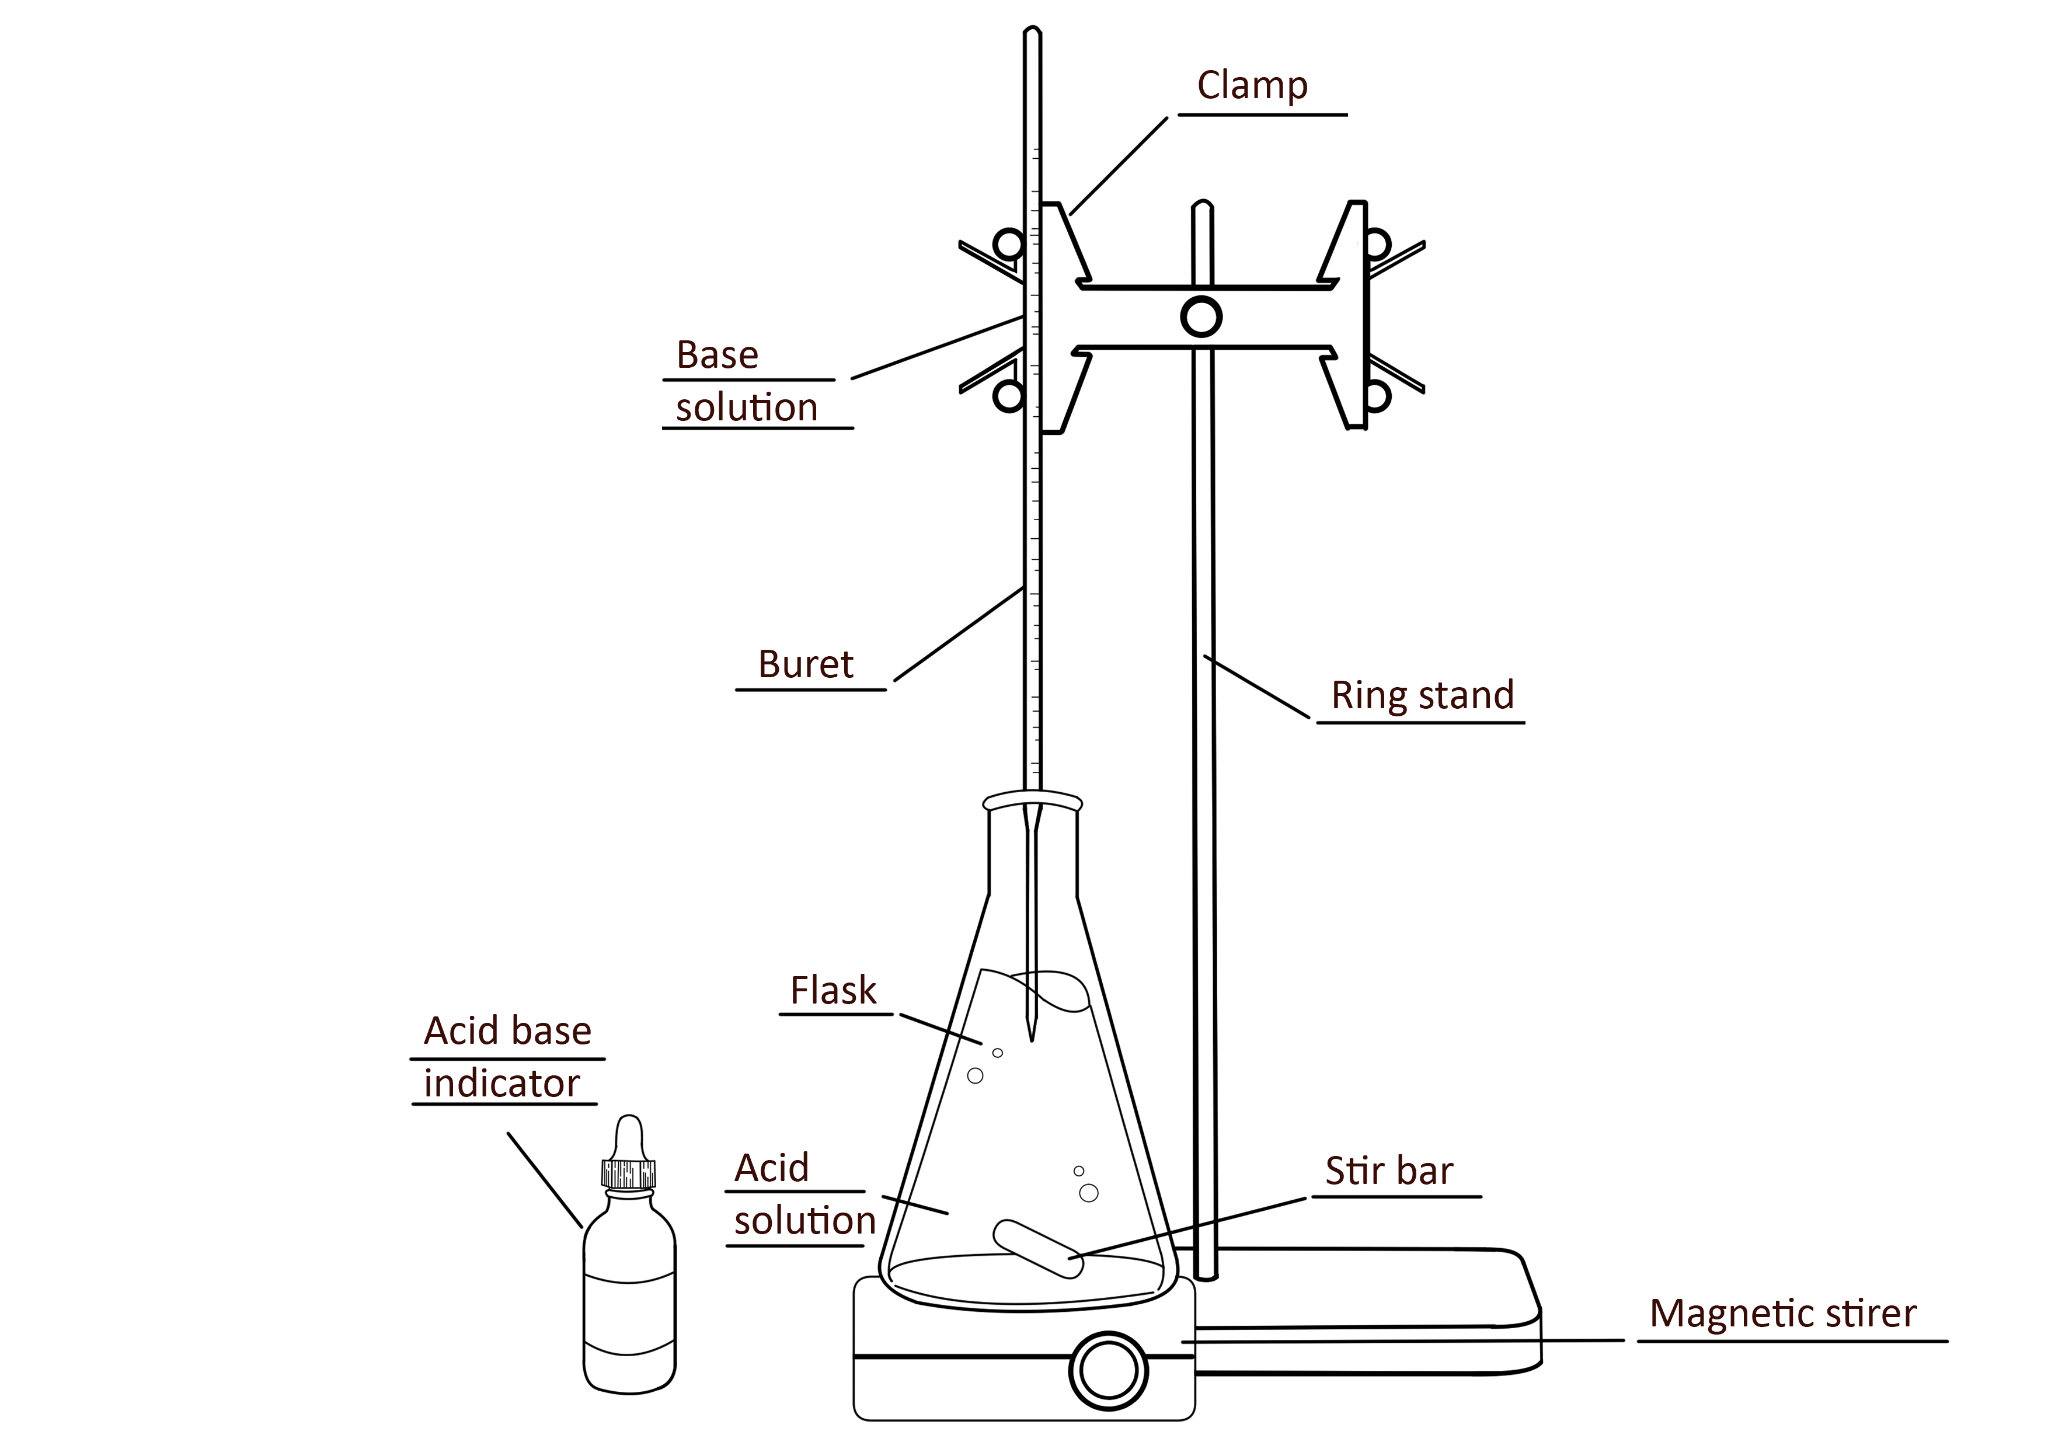 Clamp
Base
solution
Buret
Ring stand
Flask
Acid base
indicator
Acid
solution
Stir bar
Magnetic stirer